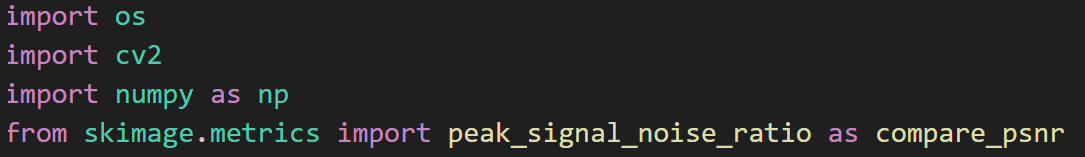 import os
import cv2
import numpy as np
from skimage.metrics import peak_signal_noise_ratio as compare_psnr